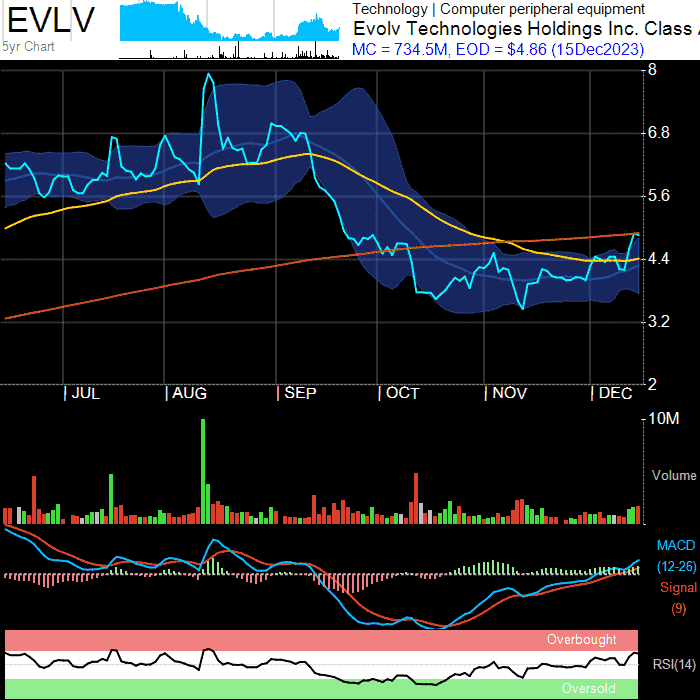 EVLV
5yr Chart
Technology | Computer peripheral equipment
Evolv Technologies Holdings Inc. Class
MC = 734.5M, EOD = $4.86 (15Dec2023)
8
6.8
5.6
4.4
3.2
2
| JUL | AUG | SEP | OCT | NOV | DEC
10M
Volume
MACD
(12-26)
Signal
(9)
Overbought
RSI(14)
Oversold